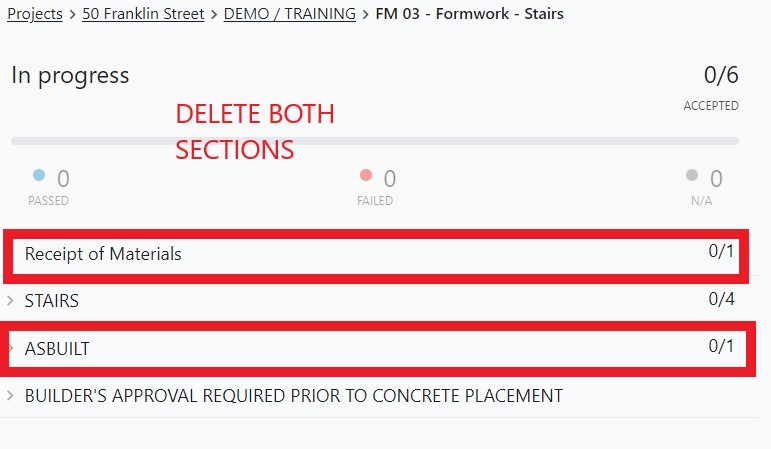 Projects > 50 Franklin Street > DEMO / TRAINING > FM 03 - Formwork - Stairs
In progress
0/6
ACCEPTED
DELETE BOTH
SECTIONS
0
PASSED
0
FAILED
0
N/A
Receipt of Materials 0/1
STAIRS 0/4
ASBUILT 0/1
BUILDER'S APPROVAL REQUIRED PRIOR TO CONCRETE PLACEMENT